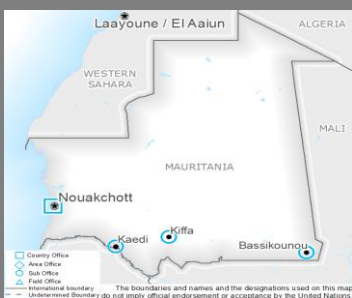 Laayoune / El Aaiun
ALGERIA
WESTERN
SAHARA
MALI
MAURITANIA
Nouakchott
Kiffa
Kaedi
Bassikounou
Country Office
Area Office
Sub Office
Field Office
International boundary
Undetermined Boundary
The boundaries and names and the designations used on this map
do not imply official endorsement or acceptance by the United Nation